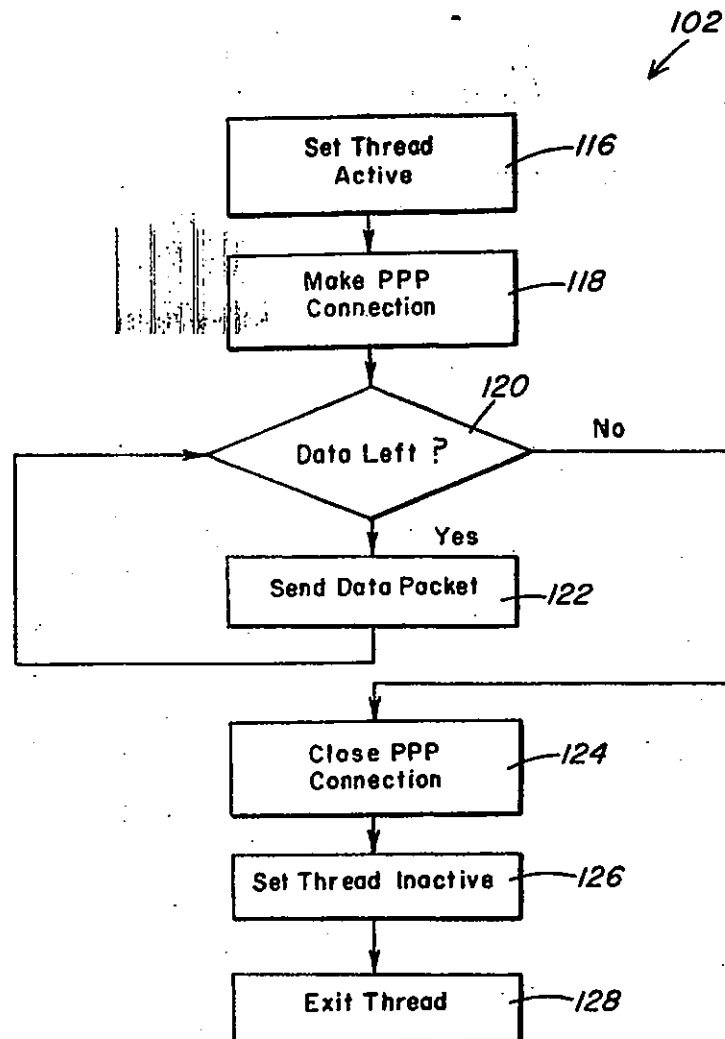 102
Set Thread
Active
116
Make PPP
Connection
118
120
Data Left ?
No
Yes
Send Data Packet
122
Close PPP
Connection
124
Set Thread Inactive
126
Exit Thread
128